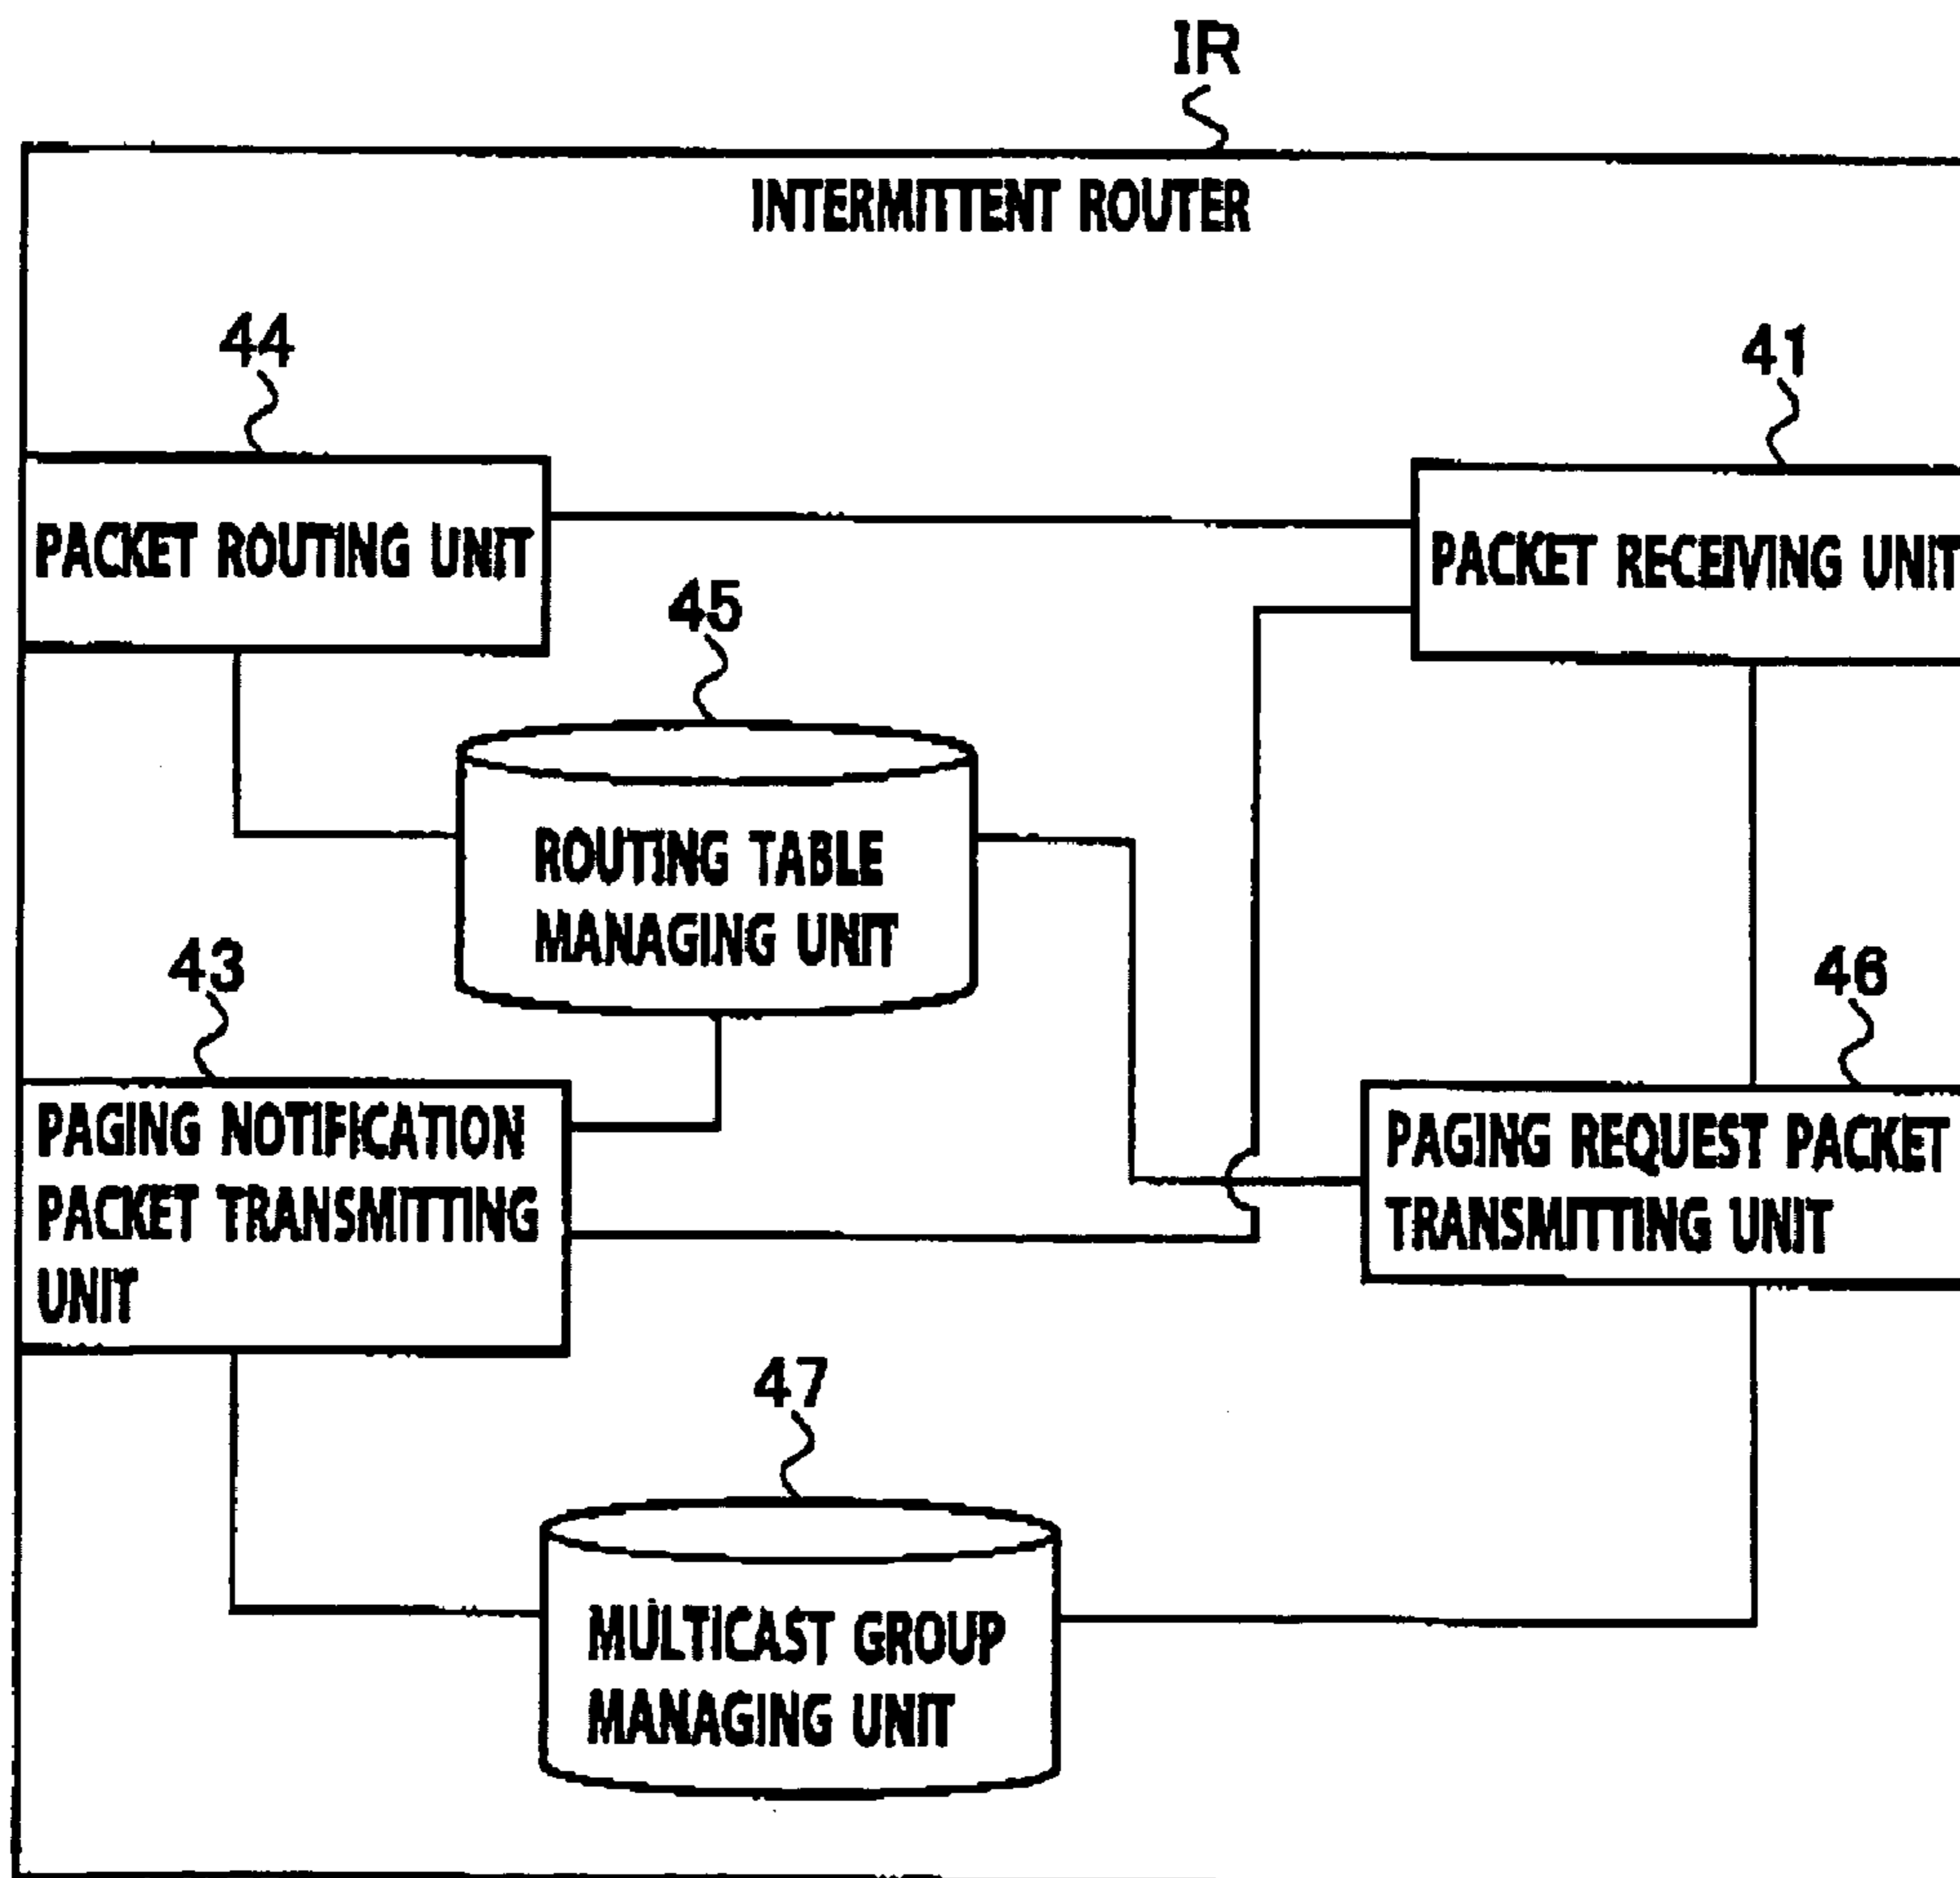 IR
INTERMITTENT ROUTER
44
41
PACKET ROUTING UNIT
PACKET RECEIVING UNIT
45
ROUTING TABLE
MANAGING UNIT
43
46
PAGING NOTIFICATION
PACKET TRANSMITTING
UNIT
PAGING REQUEST PACKET
TRANSMITTING UNIT
47
MULTICAST GROUP
MANAGING UNIT